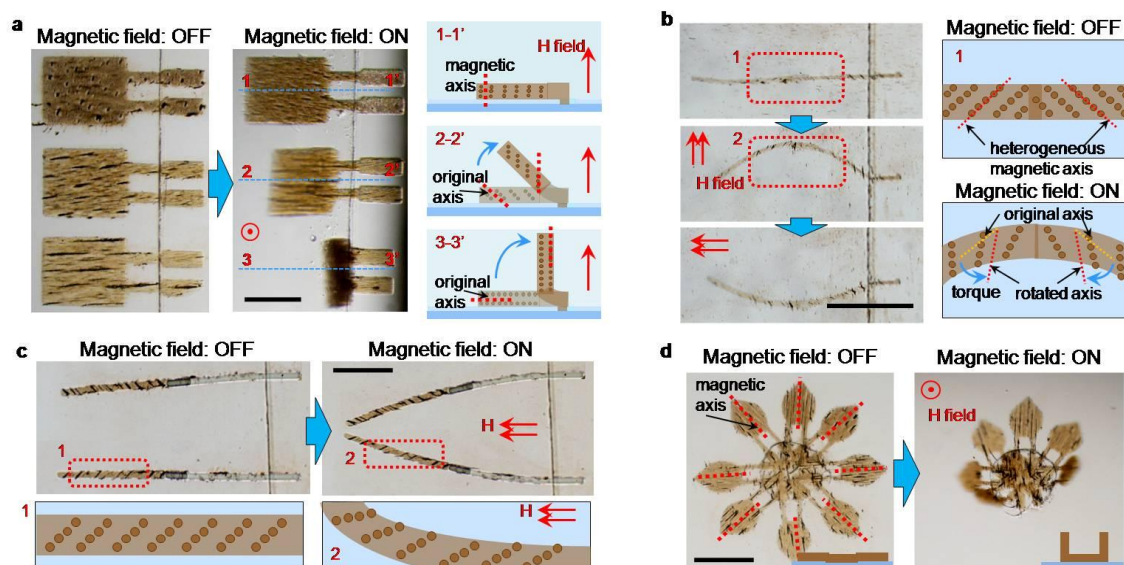 a
Magnetic field: OFF
Magnetic field: ON
1
1'
2
2'
3
3'
1-1'
H field
magnetic
axis
2-2'
original
axis
3-3'
original
axis
b
1
2
H field
Magnetic field: OFF
1
heterogeneous
magnetic axis
Magnetic field: ON
original axis
torque
rotated axis
c
Magnetic field: OFF
Magnetic field: ON
1
H
2
1
H
2
d
Magnetic field: OFF
Magnetic field: ON
magnetic
axis
H field